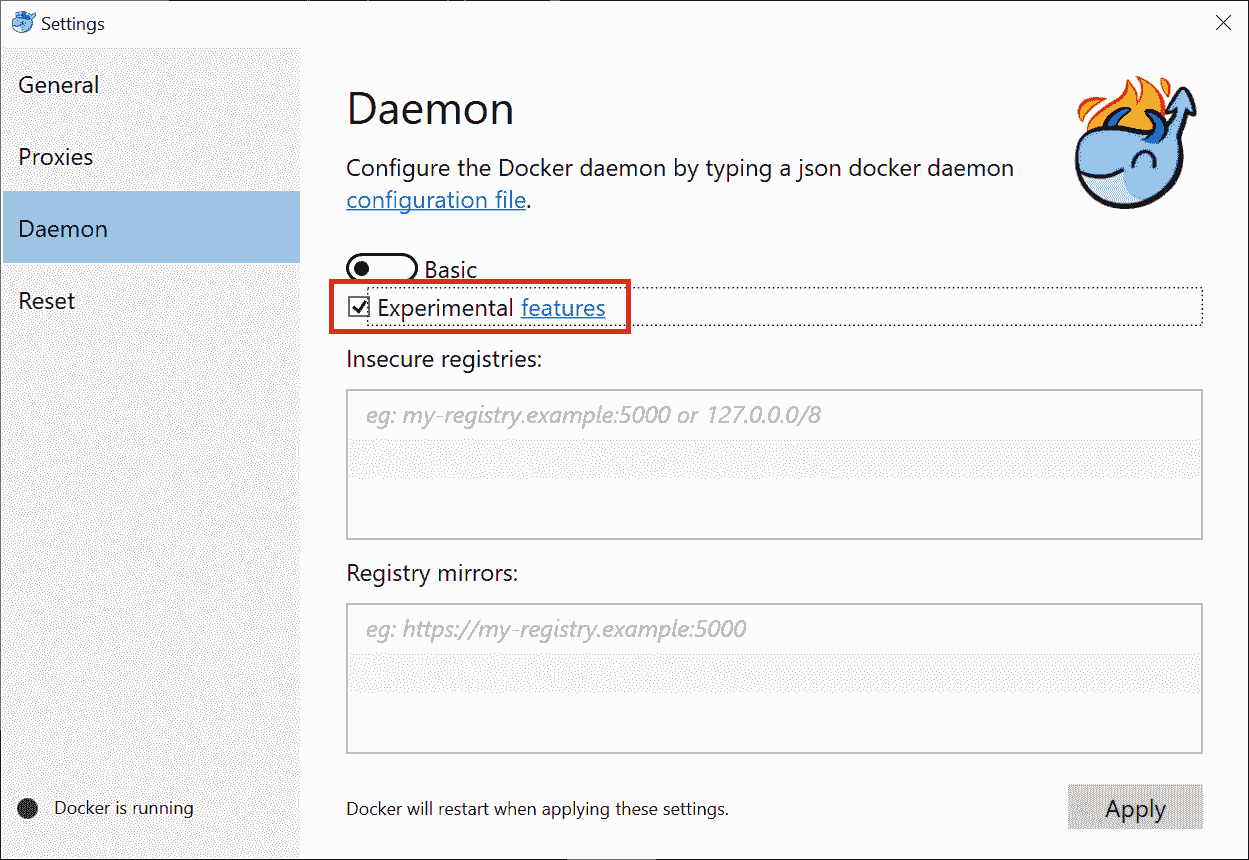 Settings
General
Proxies
Daemon
Reset
Docker is running
Daemon
Configure the Docker daemon by typing a json docker daemon
configuration file.
Basic
Experimental features
Insecure registries:
eg: my-registry.example:5000 or 127.0.0.0/8
Registry mirrors:
eg: https://my-registry.example:5000
Docker will restart when applying these settings.
Apply